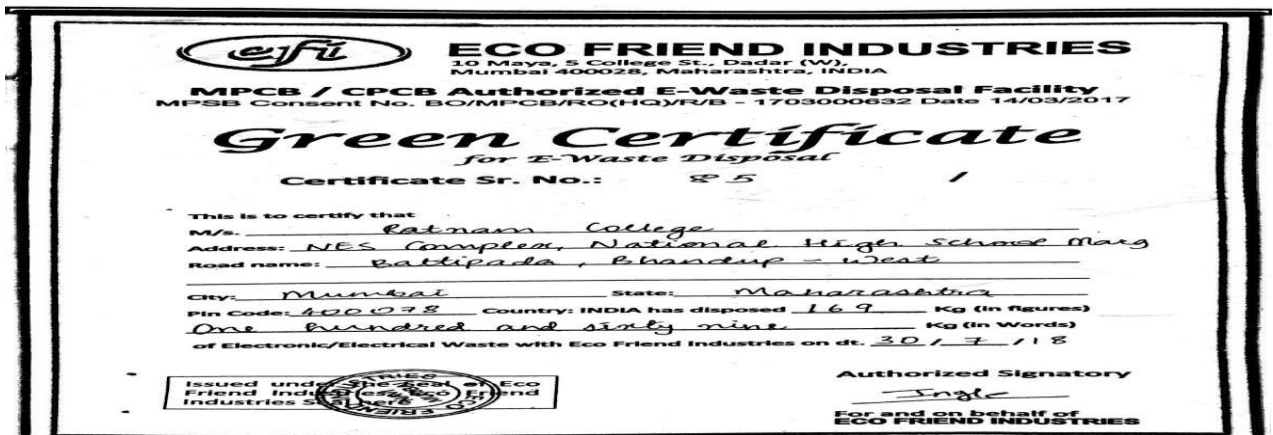 efi
ECO FRIEND INDUSTRIES
10 Maya, 5 College St., Dadar (W),
Mumbai 400028, Maharashtra, INDIA
MPCB / CPCB Authorized E-Waste Disposal Facility
MPSB Consent No. BO/MPCB/RO(HQ)/R/B - 1703000632 Date 14/03/2017
Green Certificate
for E-Waste Disposal
Certificate Sr. No.: 85 /
This is to certify that
M/s. Ratnam College
Address: NES Complex, National High School Marg
Road name: Battipada, Bhandup - West
City: Mumbai State: Maharashtra
Pin Code: 400078 Country: INDIA has disposed 169 Kg (in figures)
One hundred and sixty nine Kg (in Words)
of Electronic/Electrical Waste with Eco Friend Industries on dt. 30 / 7 / 18
Issued under the Seal of Eco
Friend Industries Eco Friend
Industries
Authorized Signatory
Ingle
For and on behalf of
ECO FRIEND INDUSTRIES